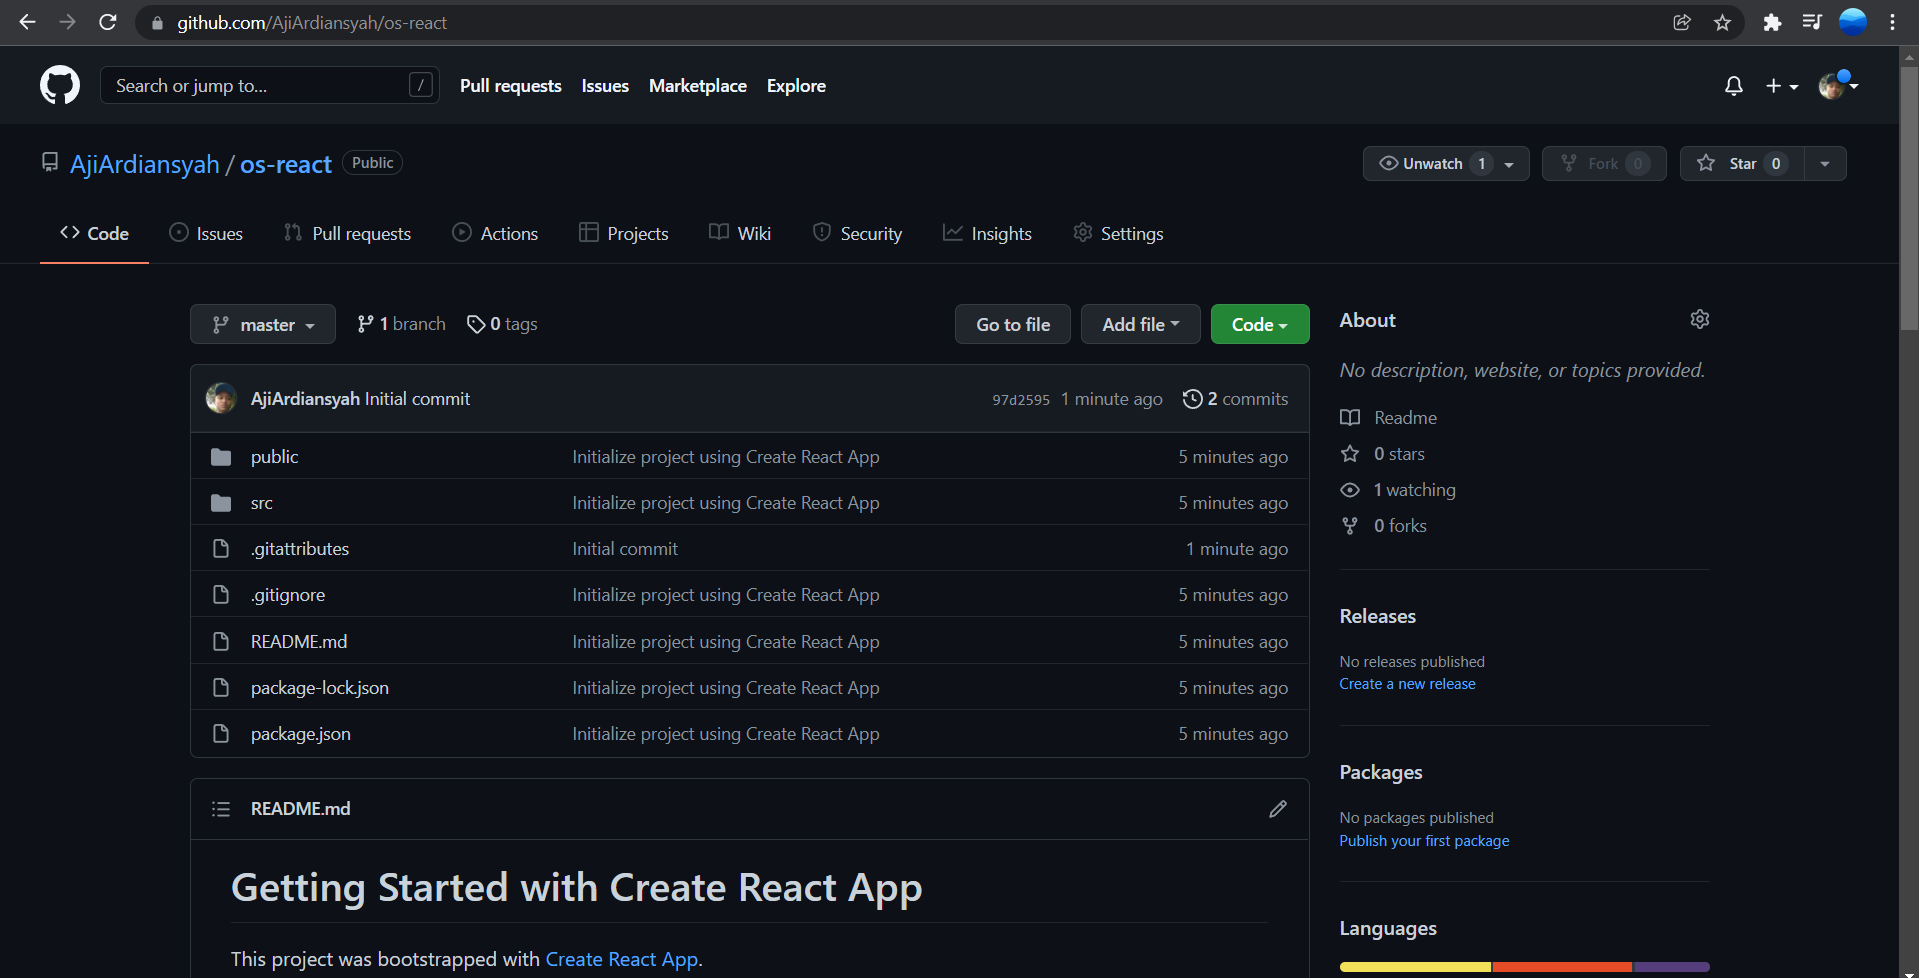 github.com/AjiArdiansyah/os-react
Search or jump to... /
Pull requests Issues Marketplace Explore
AjiArdiansyah / os-react Public
Unwatch 1 Fork 0 Star 0
Code Issues Pull requests Actions Projects Wiki Security Insights Settings
master 1 branch 0 tags
Go to file Add file Code
AjiArdiansyah Initial commit 97d2595 1 minute ago 2 commits
public Initialize project using Create React App 5 minutes ago
src Initialize project using Create React App 5 minutes ago
.gitattributes Initial commit 1 minute ago
.gitignore Initialize project using Create React App 5 minutes ago
README.md Initialize project using Create React App 5 minutes ago
package-lock.json Initialize project using Create React App 5 minutes ago
package.json Initialize project using Create React App 5 minutes ago
README.md
Getting Started with Create React App
This project was bootstrapped with Create React App.
About
No description, website, or topics provided.
Readme
0 stars
1 watching
0 forks
Releases
No releases published
Create a new release
Packages
No packages published
Publish your first package
Languages